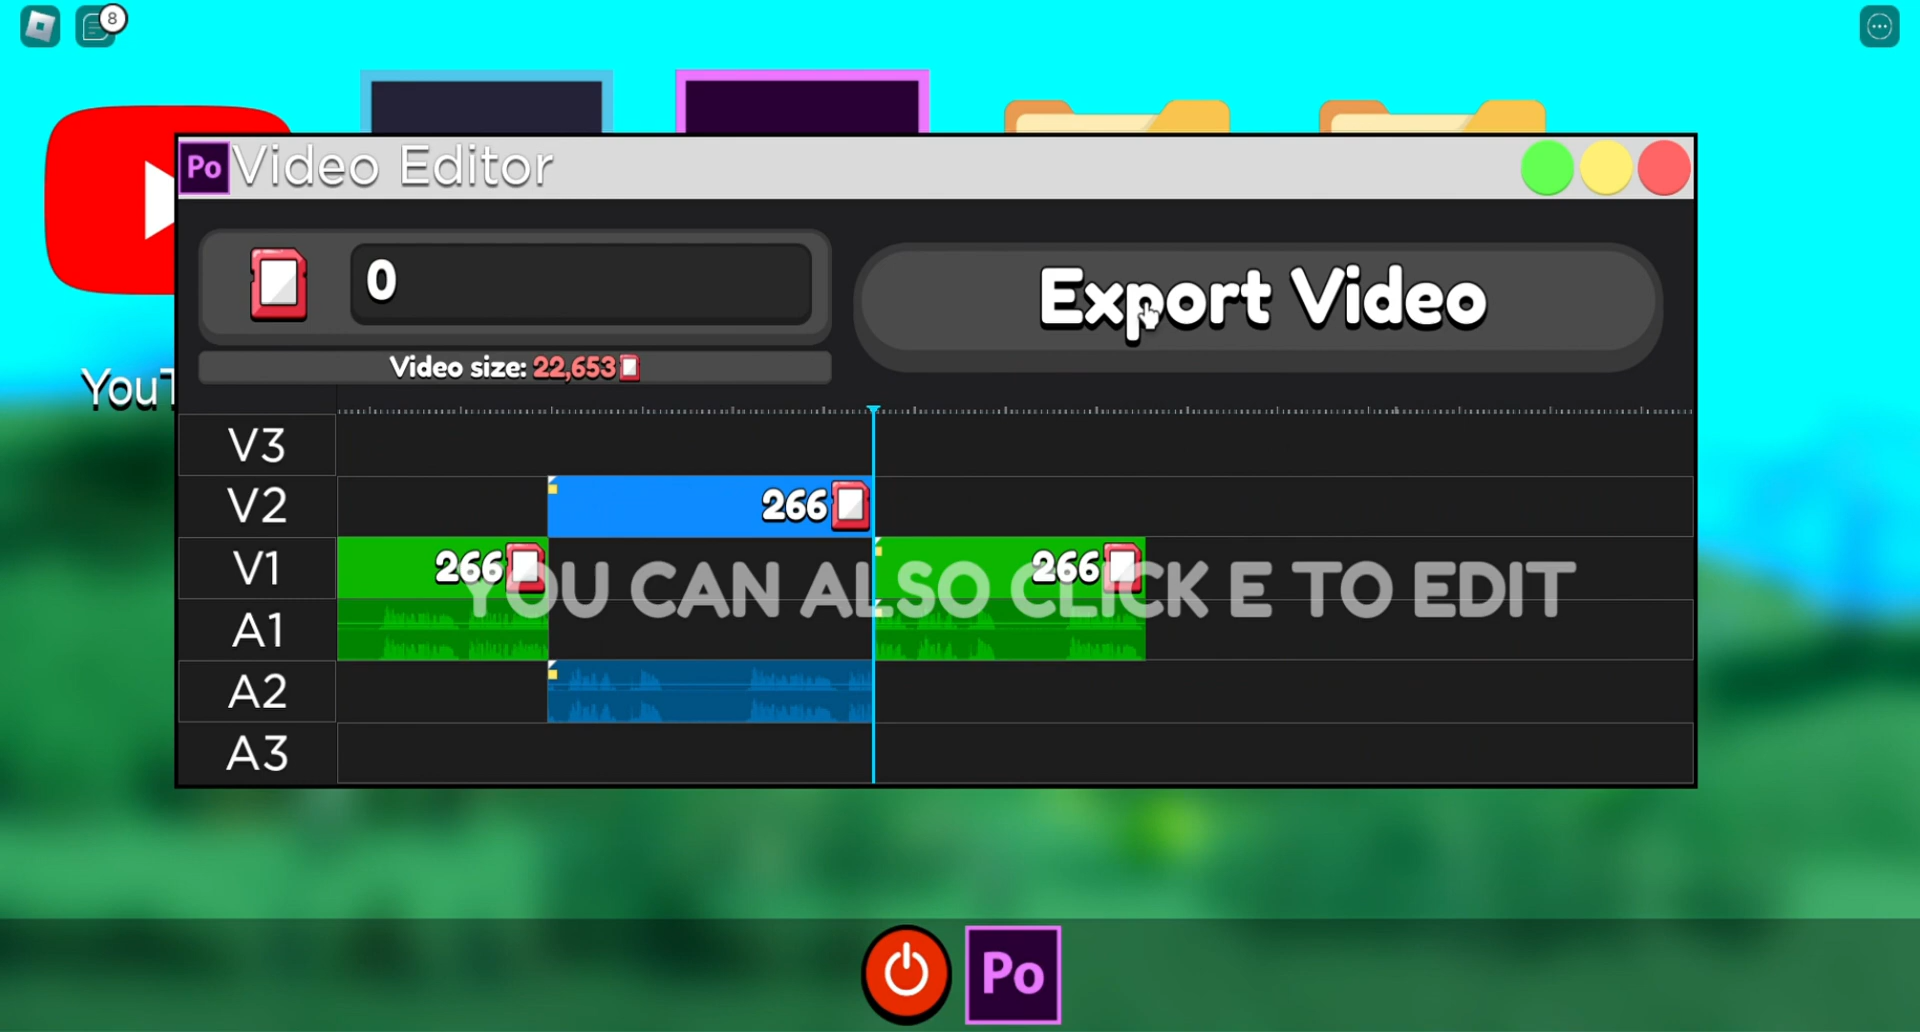 8
Po Video Editor
0
Export Video
Video size: 22,653
YouT
V3
V2
266
V1
266
266
YOU CAN ALSO CLICK E TO EDIT
A1
A2
A3
Po